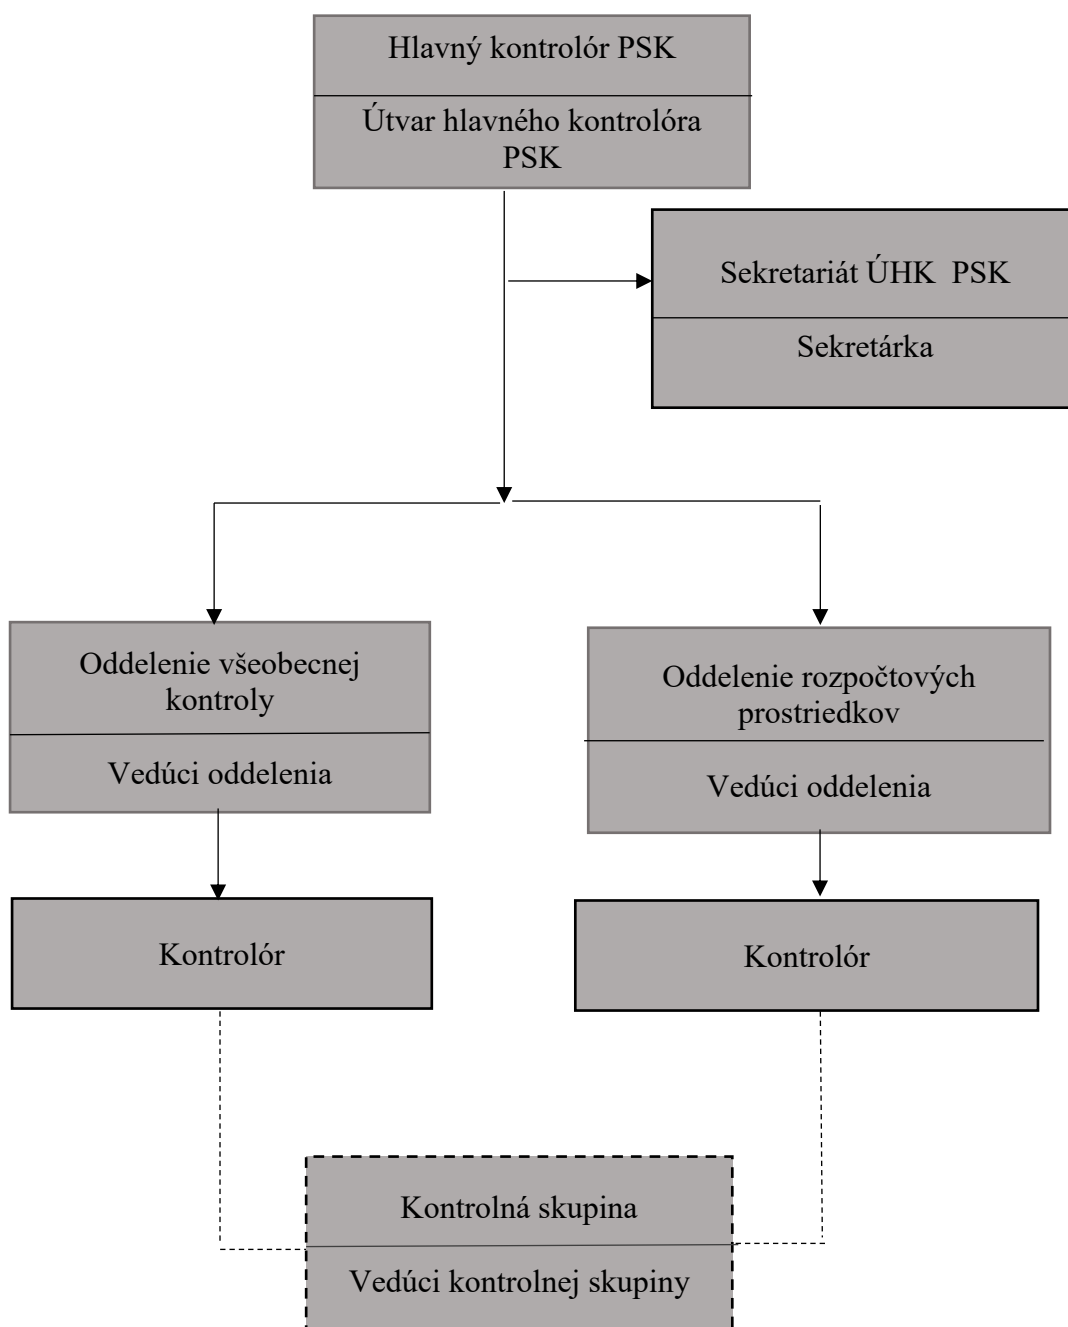 Hlavný kontrolór PSK
Útvar hlavného kontrolóra
PSK
Sekretariát ÚHK  PSK
Sekretárka
Oddelenie všeobecnej
kontroly
Vedúci oddelenia
Oddelenie rozpočtových
prostriedkov
Vedúci oddelenia
Kontrolór
Kontrolór
Kontrolná skupina
Vedúci kontrolnej skupiny